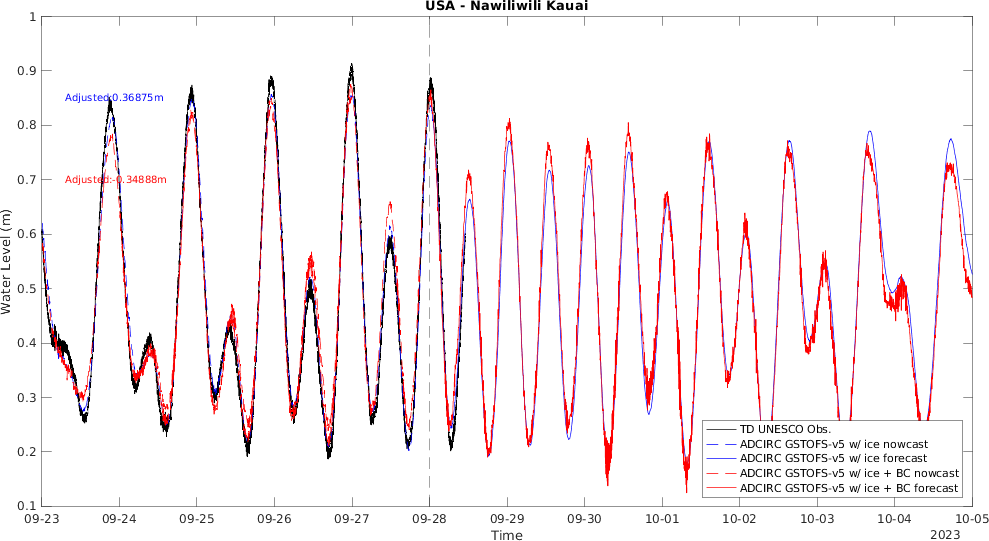 USA - Nawiliwili Kauai
1
0.9
0.8
0.7
0.6
0.5
0.4
0.3
0.2
0.1
Water Level (m)
Adjusted:0.36875m
Adjusted:-0.34888m
TD UNESCO Obs.
ADCIRC GSTOFS-v5 w/ ice nowcast
ADCIRC GSTOFS-v5 w/ ice forecast
ADCIRC GSTOFS-v5 w/ ice + BC nowcast
ADCIRC GSTOFS-v5 w/ ice + BC forecast
09-23 09-24 09-25 09-26 09-27 09-28 09-29 09-30 10-01 10-02 10-03 10-04 10-05
Time
2023